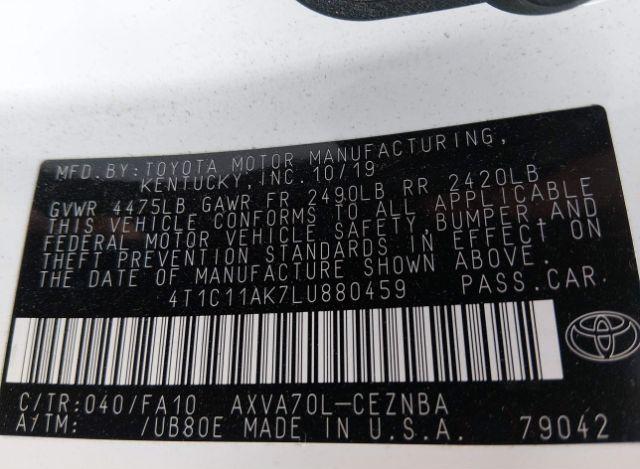 MFD. BY: TOYOTA MOTOR MANUFACTURING,
KENTUCKY, INC. 10/19
GVWR 4475LB GAWR FR 2490LB RR 2420LB
THIS VEHICLE CONFORMS TO ALL APPLICABLE
FEDERAL MOTOR VEHICLE SAFETY, BUMPER, AND
THEFT PREVENTION STANDARDS IN EFFECT ON
THE DATE OF MANUFACTURE SHOWN ABOVE.
4T1C11AK7LU880459 PASS. CAR.
C/TR: 040/FA10 AXVA70L-CEZNBA
A/TM: /UB80E MADE IN U.S.A. 79042